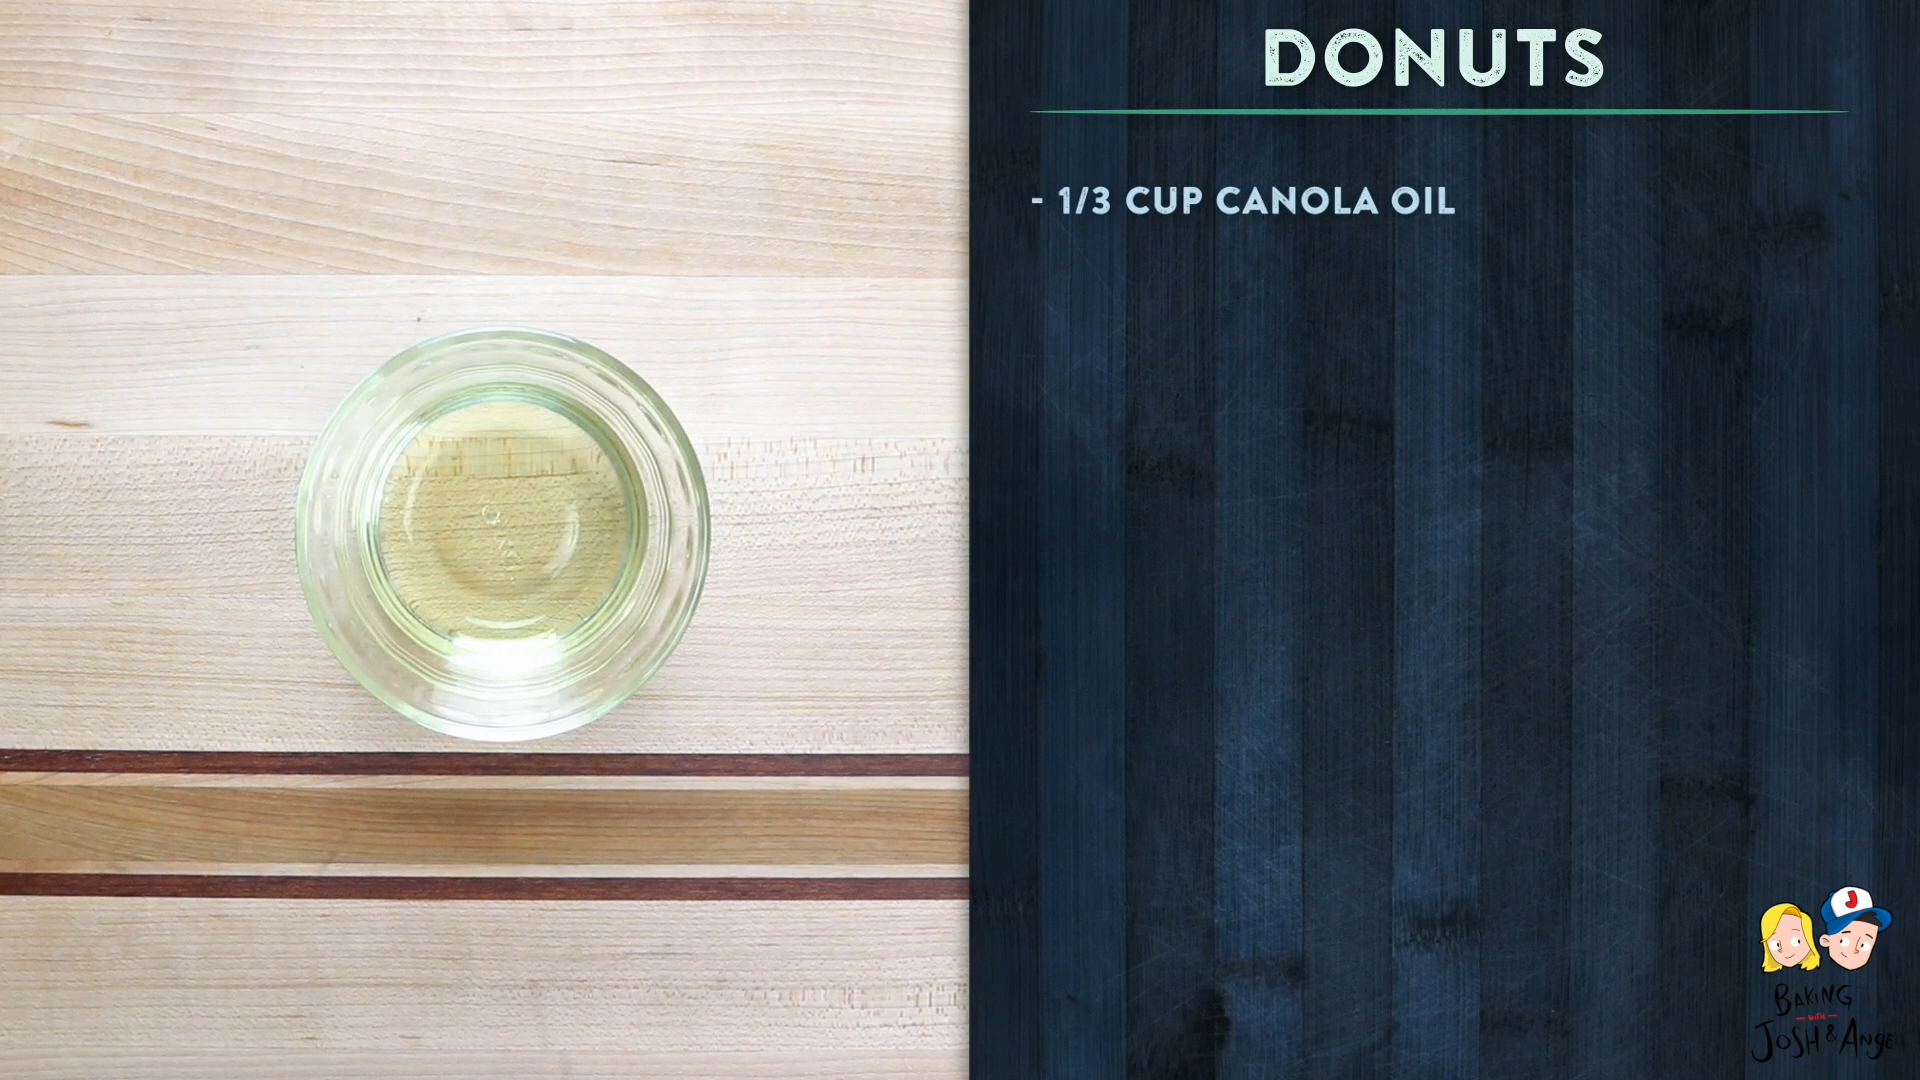 DONUTS
- 1/3 CUP CANOLA OIL
J
BAKING
WITH
JOSH & ANGE